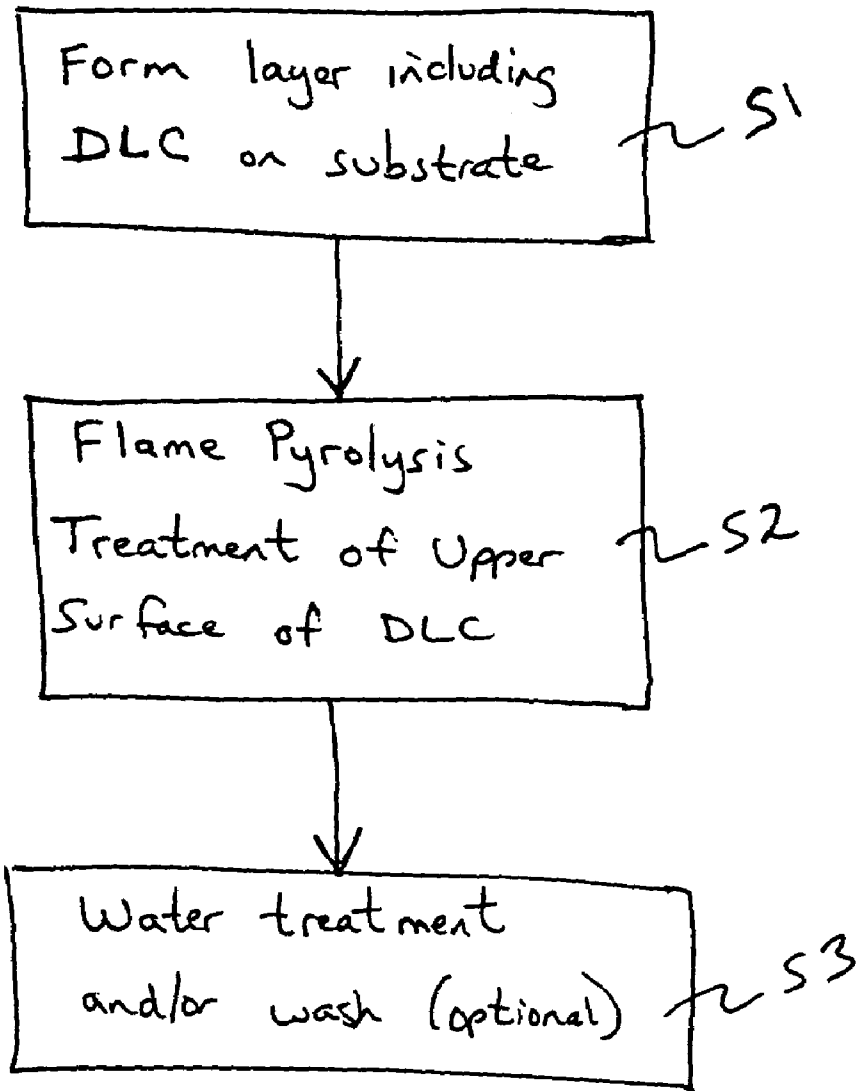 Form layer including
DLC on substrate
S1
Flame Pyrolysis
Treatment of Upper
Surface of DLC
S2
Water treatment
and/or wash (optional)
S3